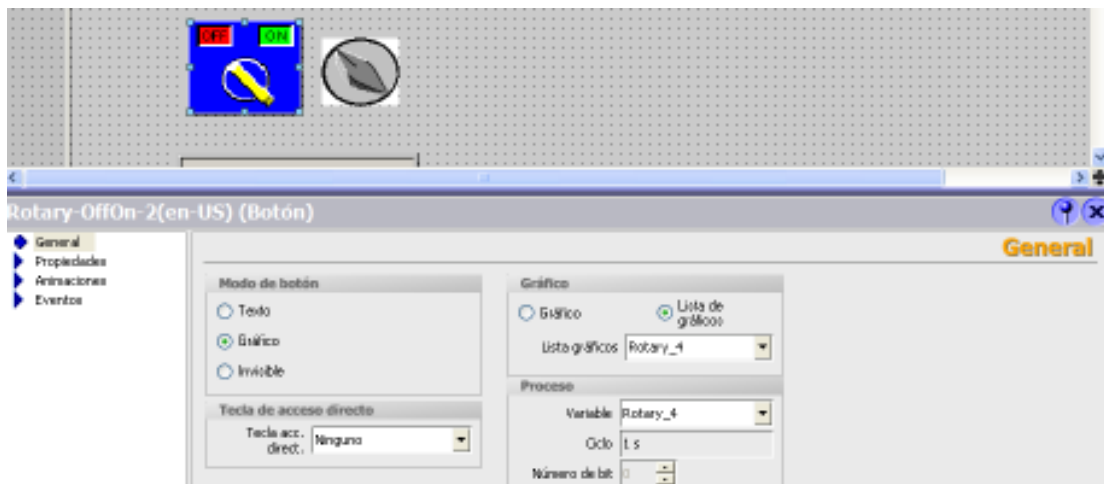 OFF ON
Rotary-OffOn-2(en-US) (Botón)
General
Propiedades
Animaciones
Eventos
General
Modo de botón
Texto
Gráfico
Invisible
Tecla de acceso directo
Tecla acc. direct. Ninguno
Gráfico
Gráfico
Lista de gráficos
Lista gráficos Rotary_4
Proceso
Variable Rotary_4
Ciclo 1 s
Número de bit 0